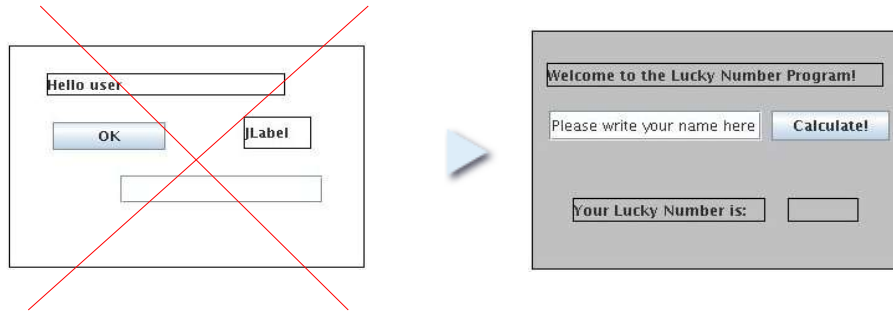 Hello user
OK
JLabel
Welcome to the Lucky Number Program!
Please write your name here
Calculate!
Your Lucky Number is: